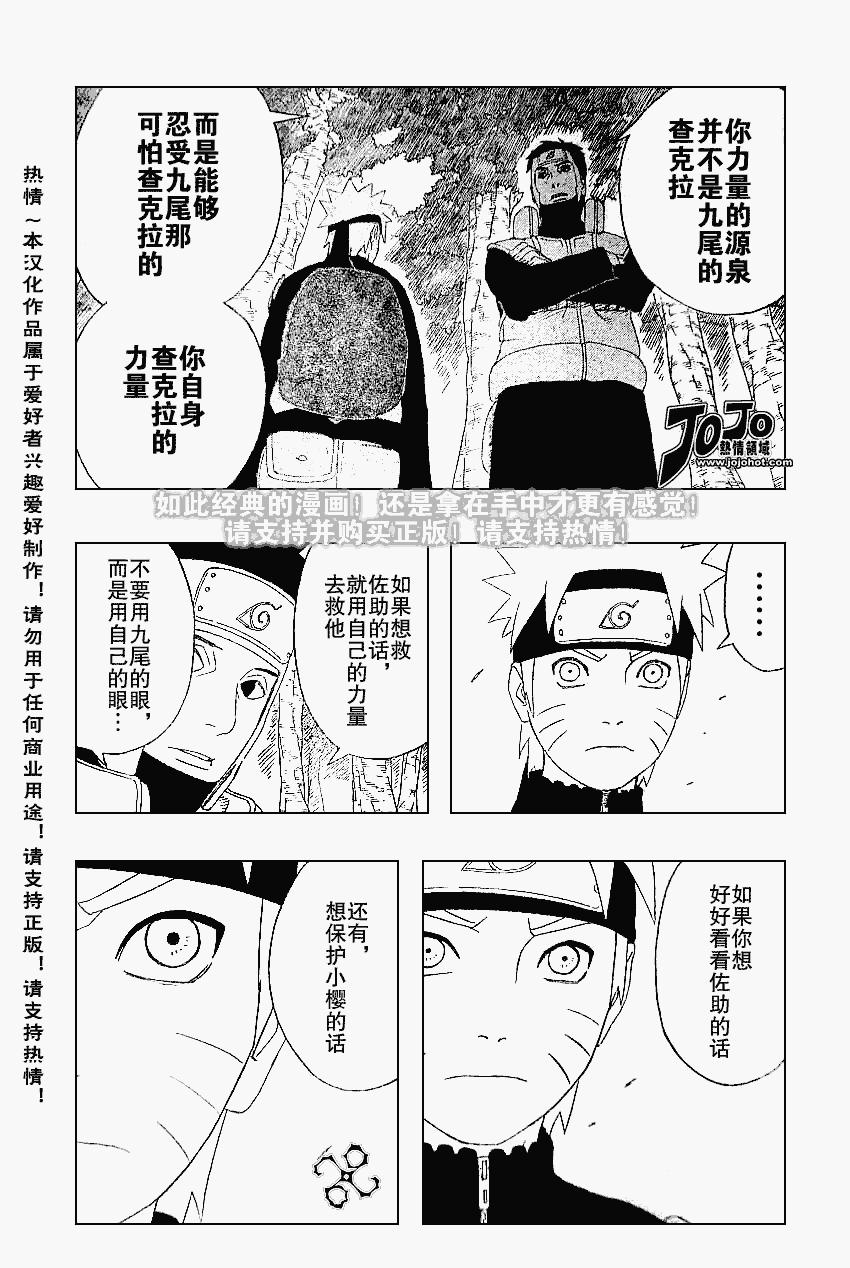 你力量的源泉
并不是九尾的
查克拉
而是能够
忍受九尾那
可怕查克拉的
你自身
查克拉的
力量
JOJO
熱情領域
www.jojohot.com
如此经典的漫画！还是拿在手中才更有感觉！
请支持并购买正版！请支持热情！
……
如果想救
佐助的话，
就用自己的力量
去救他
不要用九尾的眼，
而是用自己的眼…
如果你想
好好看看佐助的话
还有，
想保护小樱的话
热情～本汉化作品属于爱好者兴趣爱好制作！请勿用于任何商业用途！请支持正版！请支持热情！